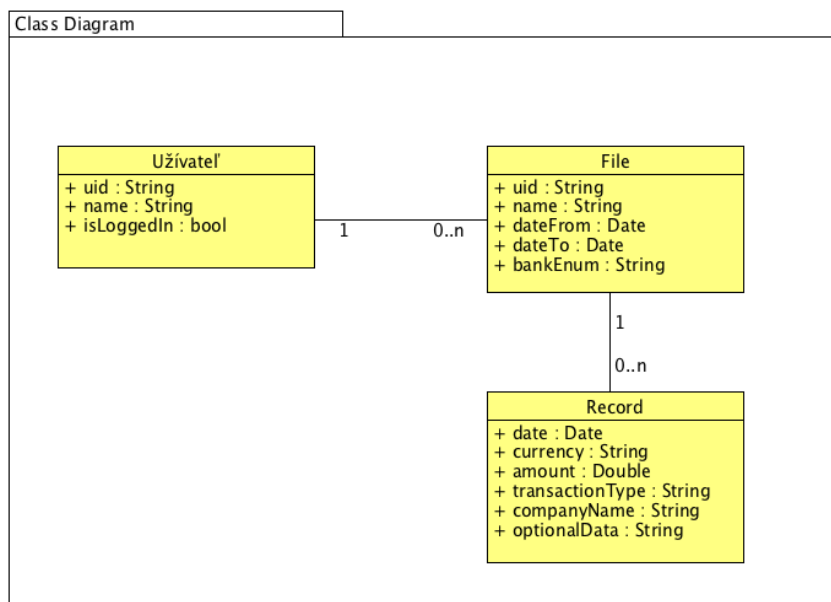 Class Diagram
Užívateľ
+ uid : String
+ name : String
+ isLoggedIn : bool
1
0..n
File
+ uid : String
+ name : String
+ dateFrom : Date
+ dateTo : Date
+ bankEnum : String
1
0..n
Record
+ date : Date
+ currency : String
+ amount : Double
+ transactionType : String
+ companyName : String
+ optionalData : String